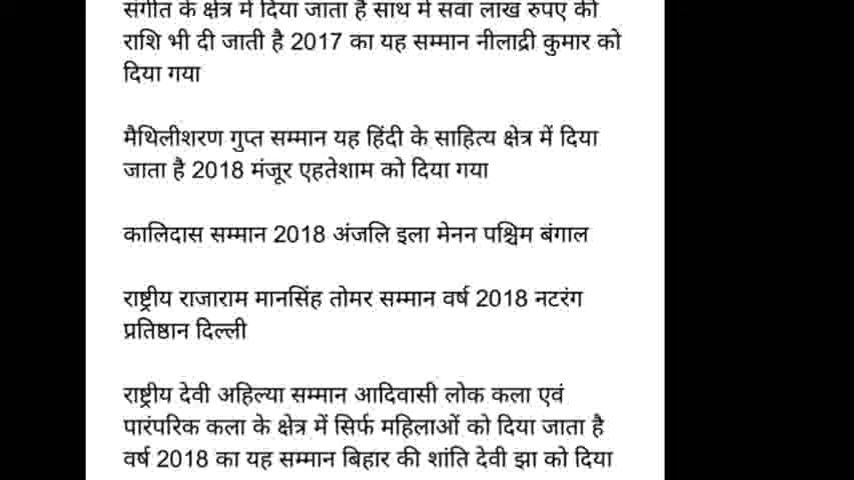 संगीत के क्षेत्र में दिया जाता है साथ में सवा लाख रुपए की
राशि भी दी जाती है 2017 का यह सम्मान नीलाद्री कुमार को
दिया गया
मैथिलीशरण गुप्त सम्मान यह हिंदी के साहित्य क्षेत्र में दिया
जाता है 2018 मंजूर एहतेशाम को दिया गया
कालिदास सम्मान 2018 अंजलि इला मेनन पश्चिम बंगाल
राष्ट्रीय राजाराम मानसिंह तोमर सम्मान वर्ष 2018 नटरंग
प्रतिष्ठान दिल्ली
राष्ट्रीय देवी अहिल्या सम्मान आदिवासी लोक कला एवं
पारंपरिक कला के क्षेत्र में सिर्फ महिलाओं को दिया जाता है
वर्ष 2018 का यह सम्मान बिहार की शांति देवी झा को दिया